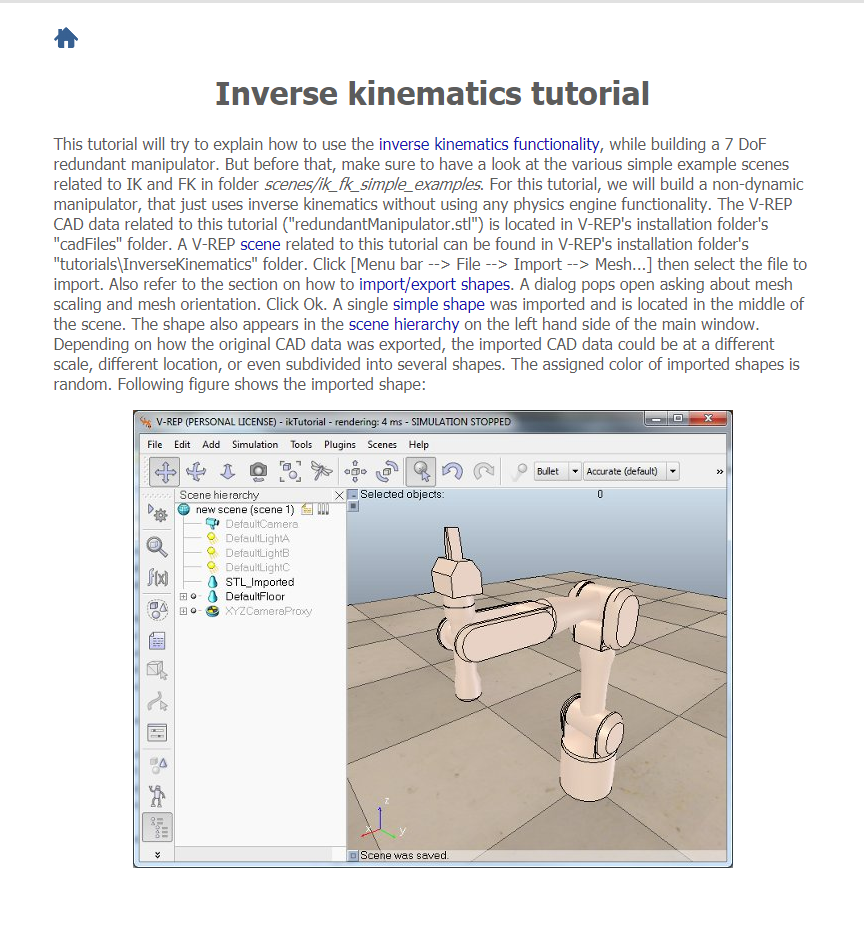 Inverse kinematics tutorial
This tutorial will try to explain how to use the inverse kinematics functionality, while building a 7 DoF
redundant manipulator. But before that, make sure to have a look at the various simple example scenes
related to IK and FK in folder scenes/ik_fk_simple_examples. For this tutorial, we will build a non-dynamic
manipulator, that just uses inverse kinematics without using any physics engine functionality. The V-REP
CAD data related to this tutorial ("redundantManipulator.stl") is located in V-REP's installation folder's
"cadFiles" folder. A V-REP scene related to this tutorial can be found in V-REP's installation folder's
"tutorials\InverseKinematics" folder. Click [Menu bar --> File --> Import --> Mesh...] then select the file to
import. Also refer to the section on how to import/export shapes. A dialog pops open asking about mesh
scaling and mesh orientation. Click Ok. A single simple shape was imported and is located in the middle of
the scene. The shape also appears in the scene hierarchy on the left hand side of the main window.
Depending on how the original CAD data was exported, the imported CAD data could be at a different
scale, different location, or even subdivided into several shapes. The assigned color of imported shapes is
random. Following figure shows the imported shape:
V-REP (PERSONAL LICENSE) - ikTutorial - rendering: 4 ms - SIMULATION STOPPED
File Edit Add Simulation Tools Plugins Scenes Help
Bullet Accurate (default) »
Scene hierarchy
Selected objects: 0
new scene (scene 1)
DefaultCamera
DefaultLightA
DefaultLightB
DefaultLightC
STL_Imported
DefaultFloor
XYZCameraProxy
f(x)
z
x y
Scene was saved.